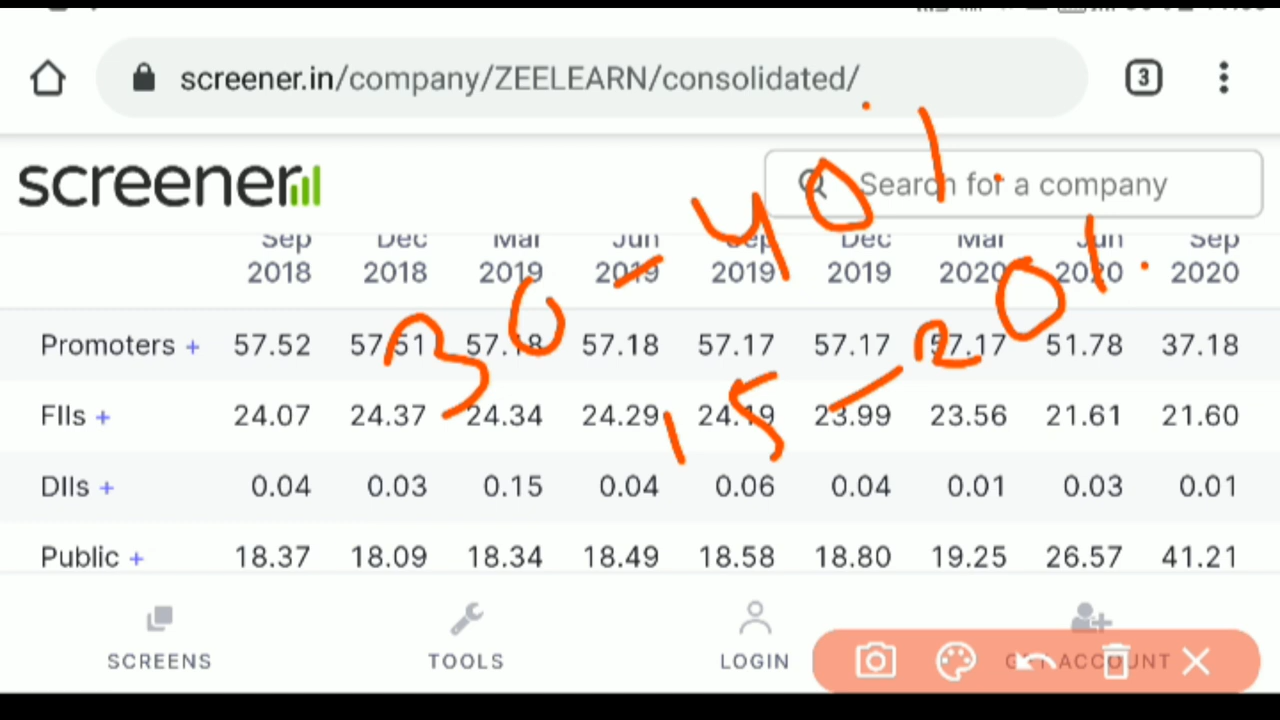 3
screener.in/company/ZEELEARN/consolidated/
screener
Search for a company
Sep 2018 Dec 2018 Mar 2019 Jun 2019 Sep 2019 Dec 2019 Mar 2020 Jun 2020 Sep 2020
Promoters + 57.52 57.51 57.18 57.18 57.17 57.17 57.17 51.78 37.18
FIIs + 24.07 24.37 24.34 24.29 24.19 23.99 23.56 21.61 21.60
DIIs + 0.04 0.03 0.15 0.04 0.06 0.04 0.01 0.03 0.01
Public + 18.37 18.09 18.34 18.49 18.58 18.80 19.25 26.57 41.21
30-40%
15-20%
SCREENS TOOLS LOGIN GET ACCOUNT